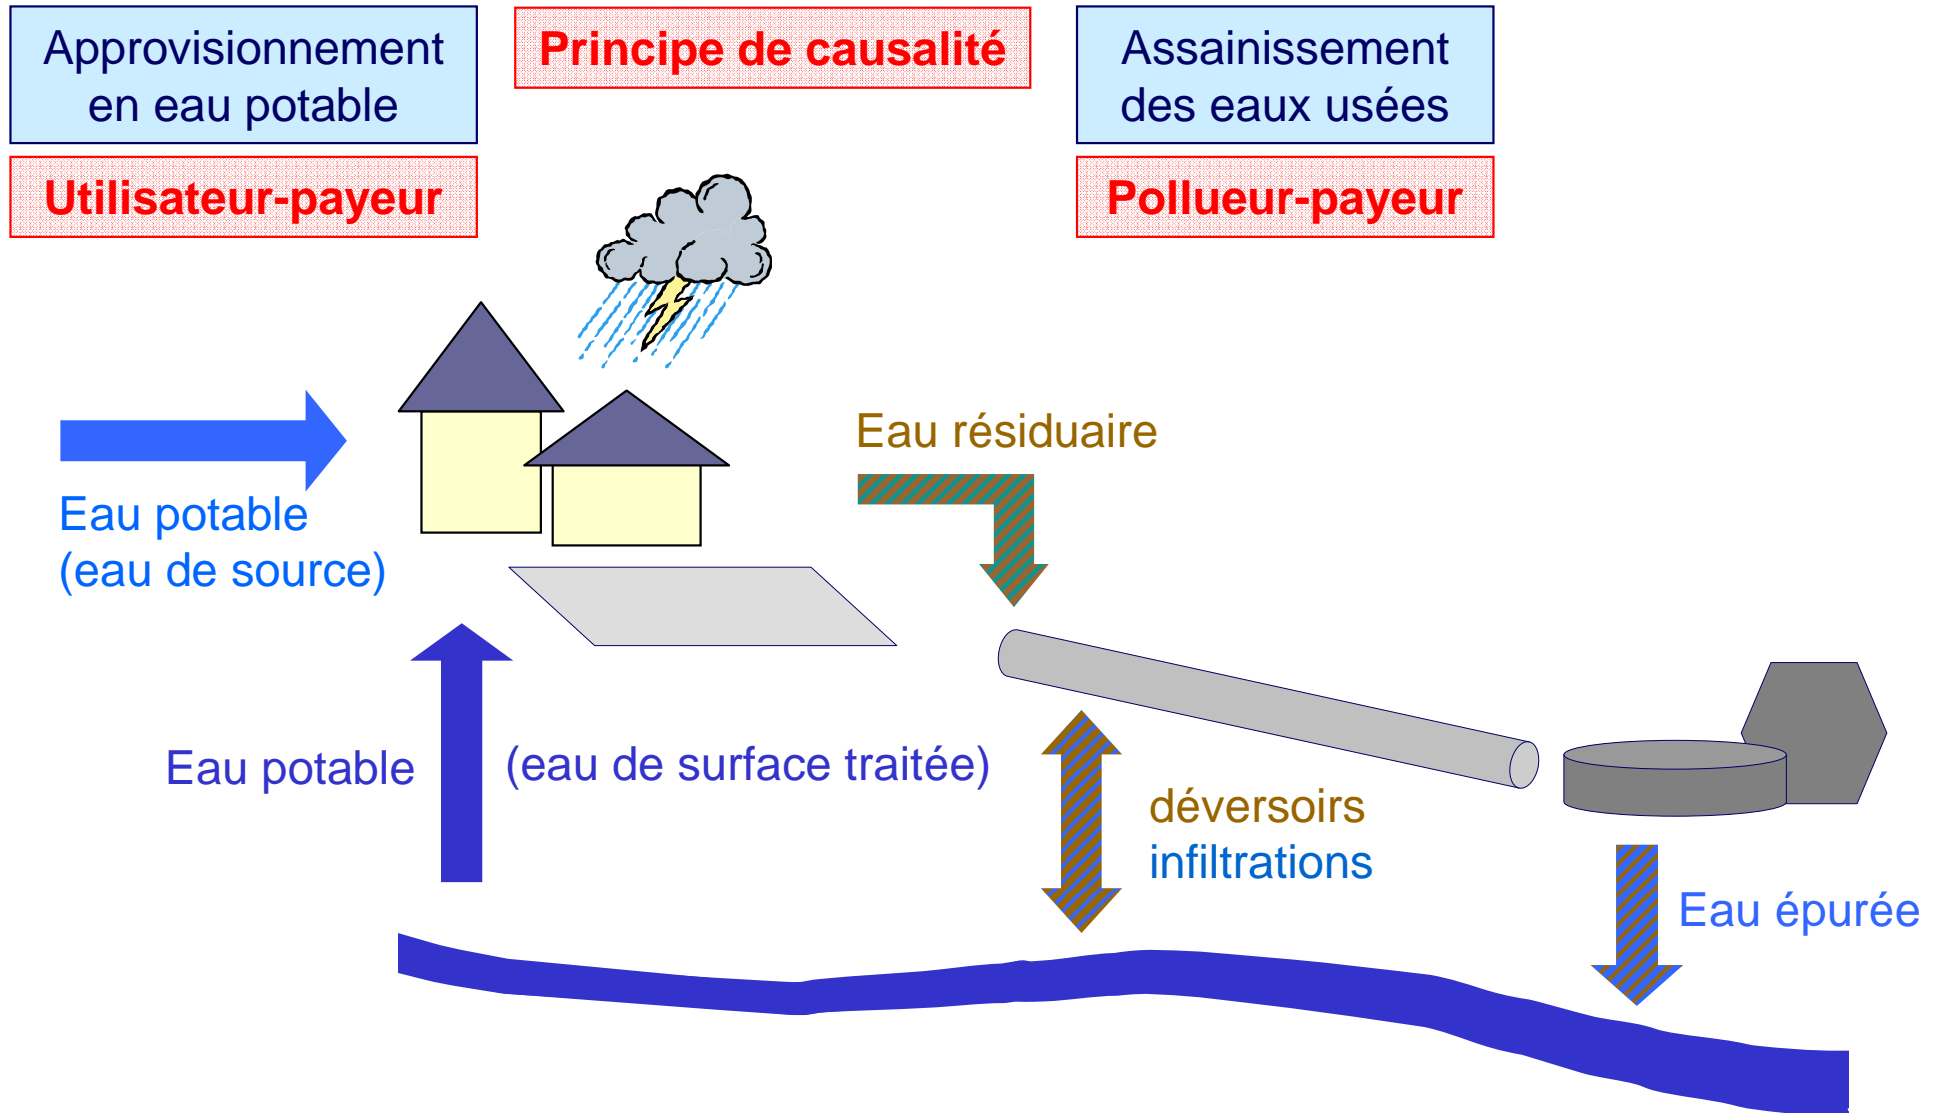 Approvisionnement
en eau potable
Principe de causalité
Assainissement
des eaux usées
Utilisateur-payeur
Pollueur-payeur
Eau résiduaire
Eau potable
(eau de source)
Eau potable
(eau de surface traitée)
déversoirs
infiltrations
Eau épurée